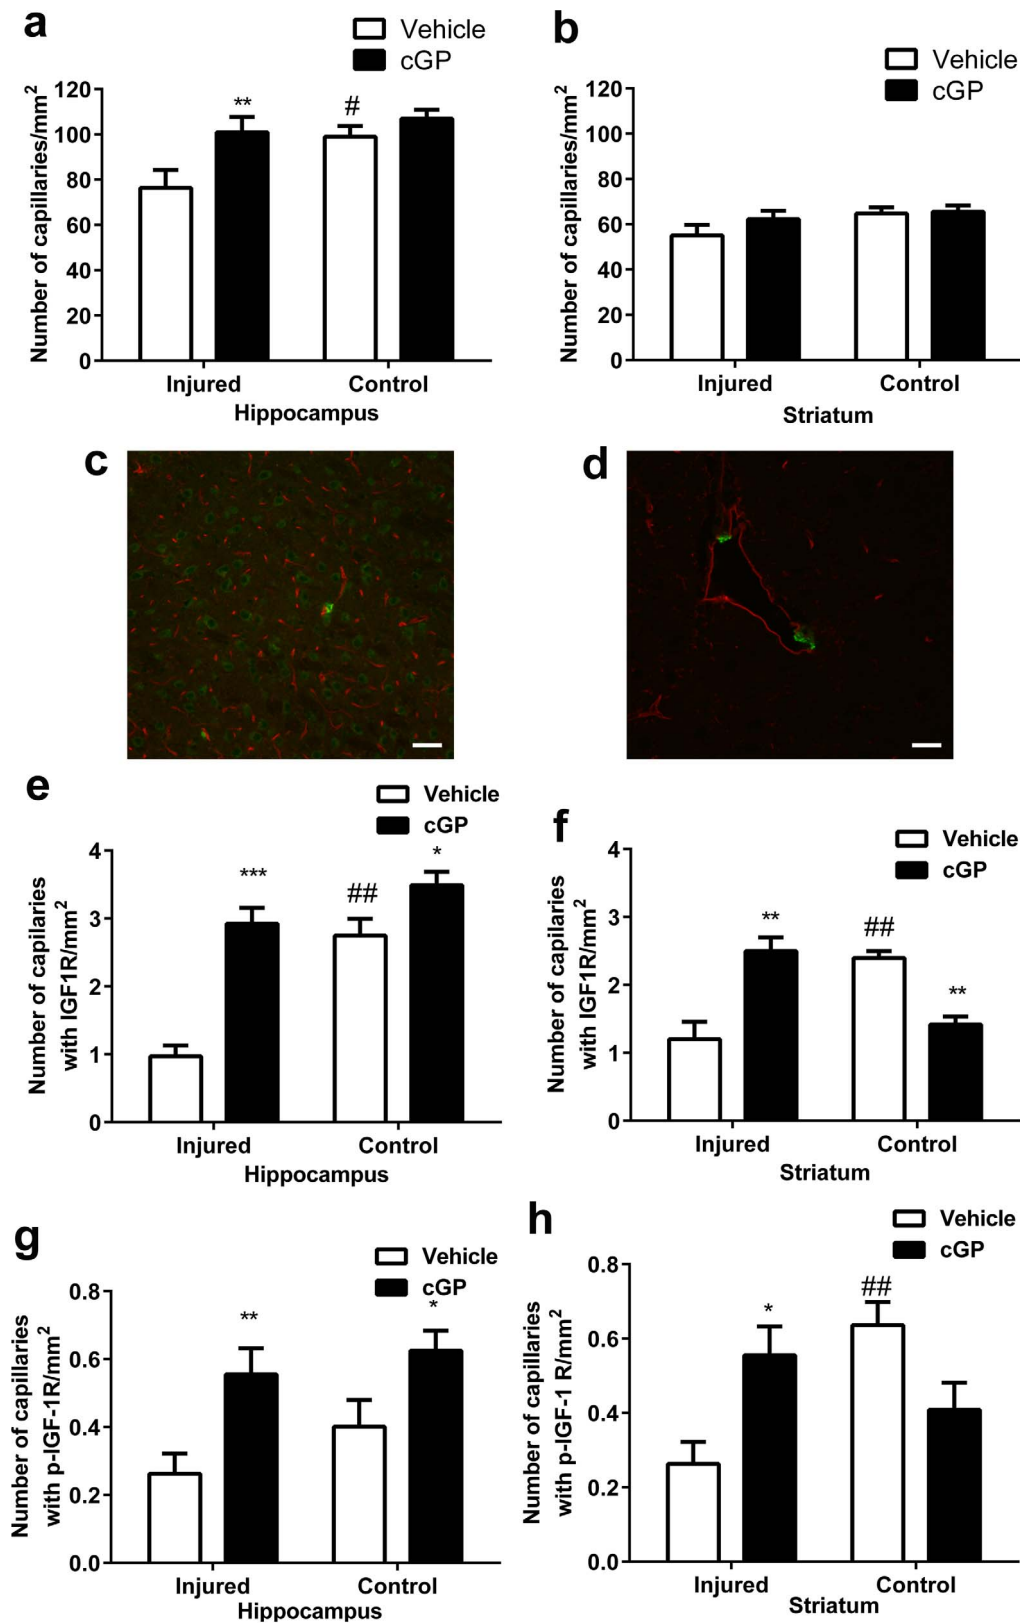 a
Vehicle
cGP
Number of capillaries/mm2
120
100
80
60
40
20
0
**
#
Injured
Control
Hippocampus
b
Vehicle
cGP
Number of capillaries/mm2
120
100
80
60
40
20
0
Injured
Control
Striatum
c
d
e
Vehicle
cGP
Number of capilaries
with IGF1R/mm2
4
3
2
1
0
***
##
*
Injured
Control
Hippocampus
f
Vehicle
cGP
Number of capilaries
with IGF1R/mm2
4
3
2
1
0
**
##
**
Injured
Control
Striatum
g
Vehicle
cGP
Number of capillaries
with p-IGF-1R/mm2
0.8
0.6
0.4
0.2
0.0
**
*
Injured
Control
Hippocampus
h
Vehicle
cGP
Number of capillaries
with p-IGF-1 R/mm2
0.8
0.6
0.4
0.2
0.0
*
##
Injured
Control
Striatum